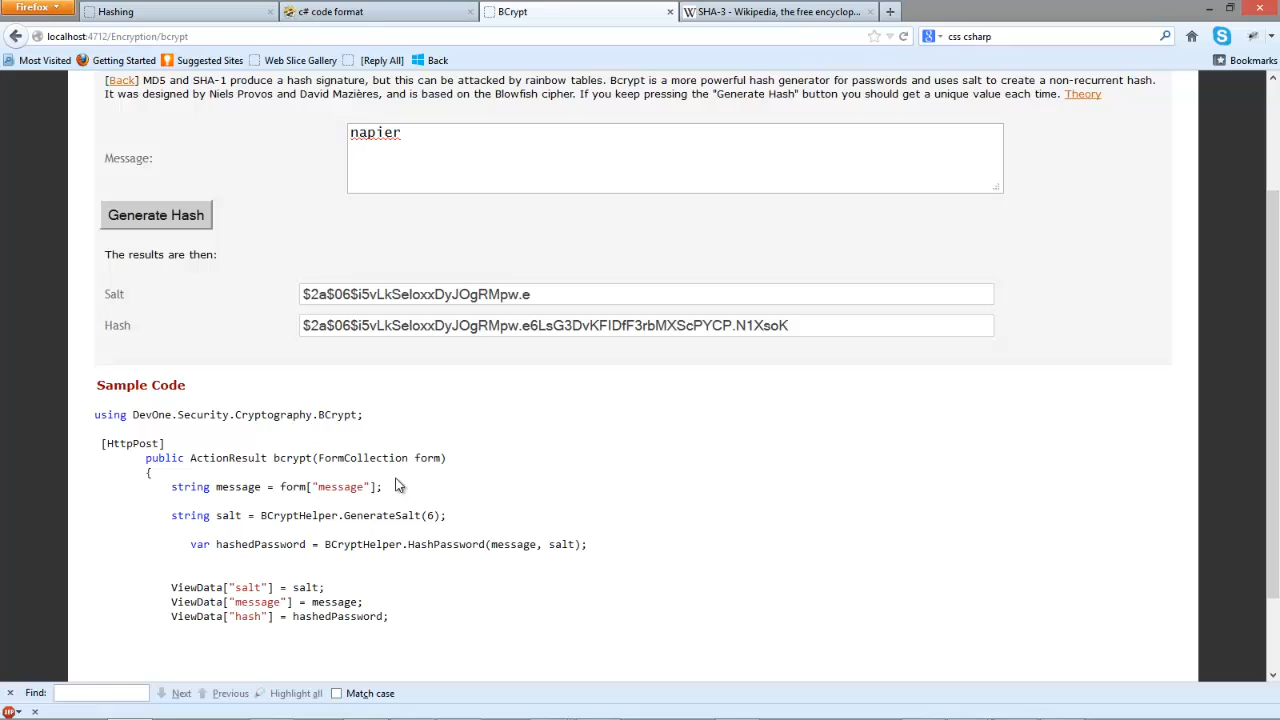 Firefox
Hashing
c# code format
BCrypt
SHA-3 - Wikipedia, the free encyclop...
localhost:4712/Encryption/bcrypt
css csharp
Most Visited
Getting Started
Suggested Sites
Web Slice Gallery
[Reply All]
Back
Bookmarks
[Back] MD5 and SHA-1 produce a hash signature, but this can be attacked by rainbow tables. Bcrypt is a more powerful hash generator for passwords and uses salt to create a non-recurrent hash.
It was designed by Niels Provos and David Mazières, and is based on the Blowfish cipher. If you keep pressing the "Generate Hash" button you should get a unique value each time. Theory
napier
Message:
Generate Hash
The results are then:
Salt
$2a$06$i5vLkSeIoxxDyJOgRMpw.e
Hash
$2a$06$i5vLkSeIoxxDyJOgRMpw.e6LsG3DvKFIDfF3rbMXScPYCP.N1XsoK
Sample Code
using DevOne.Security.Cryptography.BCrypt;
[HttpPost]
public ActionResult bcrypt(FormCollection form)
{
string message = form["message"];
string salt = BCryptHelper.GenerateSalt(6);
var hashedPassword = BCryptHelper.HashPassword(message, salt);
ViewData["salt"] = salt;
ViewData["message"] = message;
ViewData["hash"] = hashedPassword;
Find:
Next
Previous
Highlight all
Match case